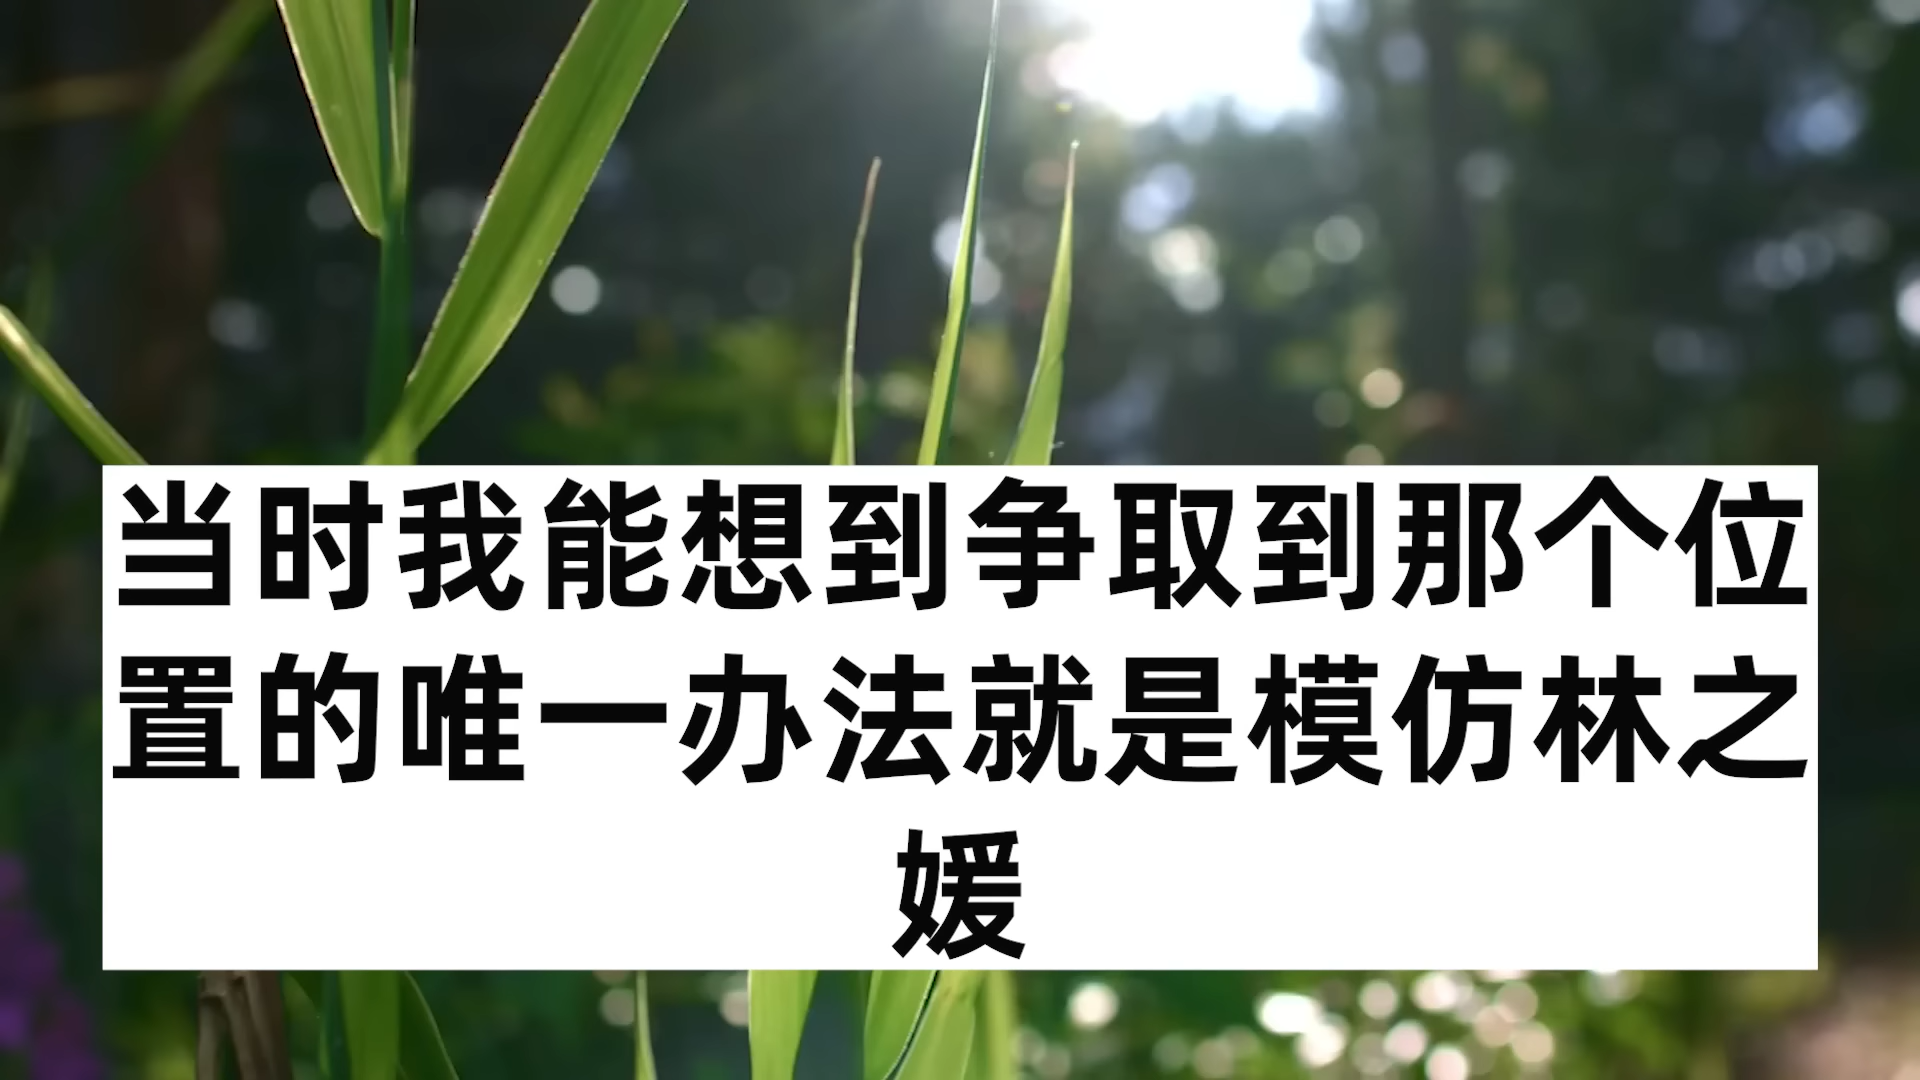 当时我能想到争取到那个位
置的唯一办法就是模仿林之
媛